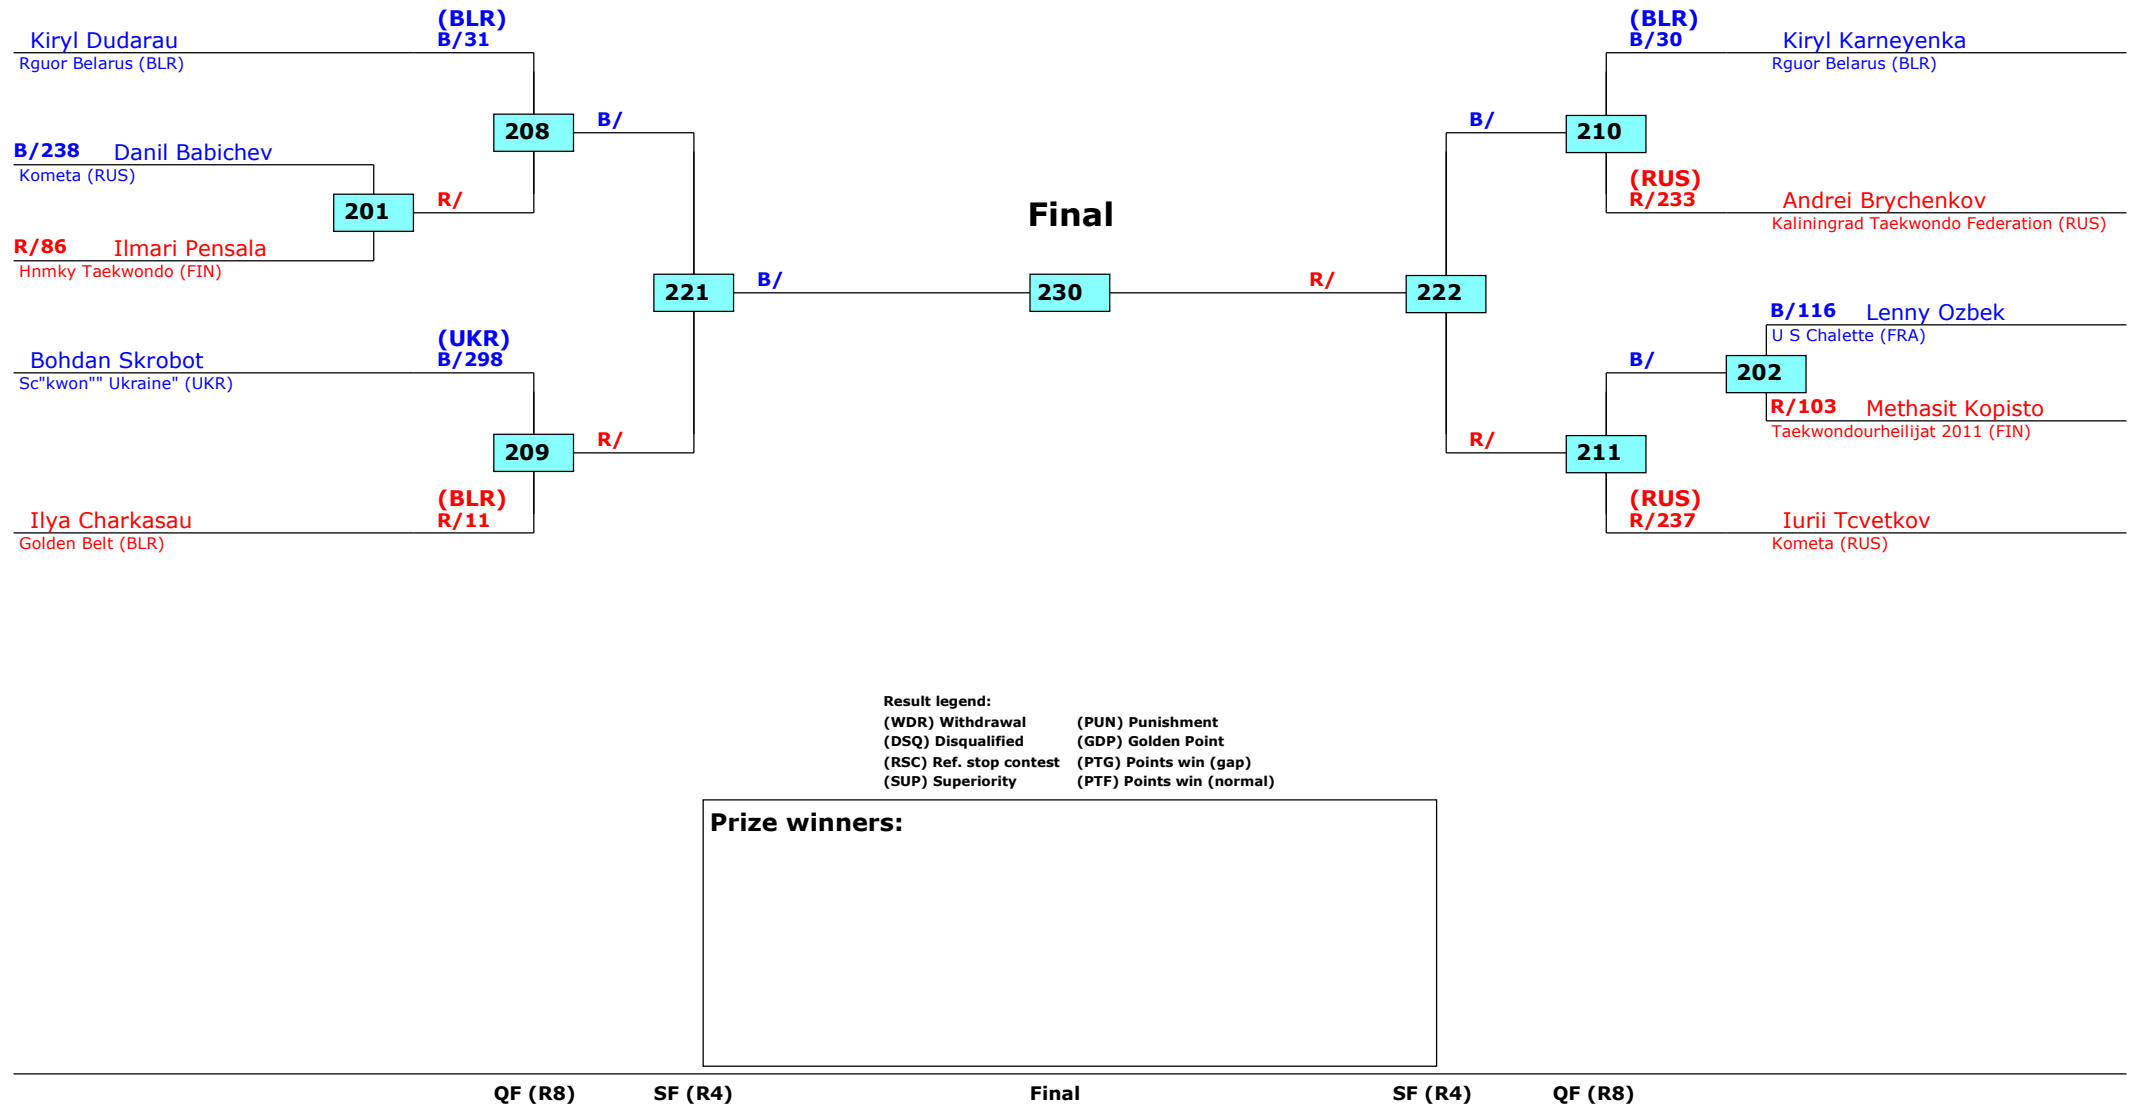 (BLR)
Kiryl Dudarau B/31
Rguor Belarus (BLR)
208 B/
B/238 Danil Babichev
Kometa (RUS)
201 R/
R/86 Ilmari Pensala
Hnmky Taekwondo (FIN)
221 B/
(UKR)
Bohdan Skrobot B/298
Sc"kwon"" Ukraine" (UKR)
209 R/
(BLR)
Ilya Charkasau R/11
Golden Belt (BLR)
Final
230
(BLR)
B/30 Kiryl Karneyenka
Rguor Belarus (BLR)
B/ 210
(RUS)
R/233 Andrei Brychenkov
Kaliningrad Taekwondo Federation (RUS)
R/ 222
B/116 Lenny Ozbek
U S Chalette (FRA)
B/ 202
R/103 Methasit Kopisto
Taekwondourheilijat 2011 (FIN)
R/ 211
(RUS)
R/237 Iurii Tcvetkov
Kometa (RUS)
Result legend:
(WDR) Withdrawal (PUN) Punishment
(DSQ) Disqualified (GDP) Golden Point
(RSC) Ref. stop contest (PTG) Points win (gap)
(SUP) Superiority (PTF) Points win (normal)
Prize winners:
QF (R8) SF (R4) Final SF (R4) QF (R8)